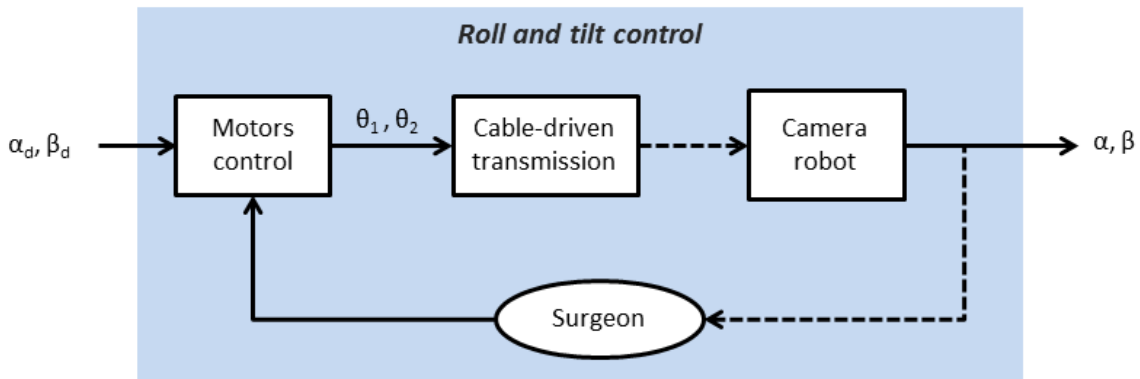 Roll and tilt control
α_d, β_d
Motors
control
θ_1, θ_2
Cable-driven
transmission
Camera
robot
α, β
Surgeon